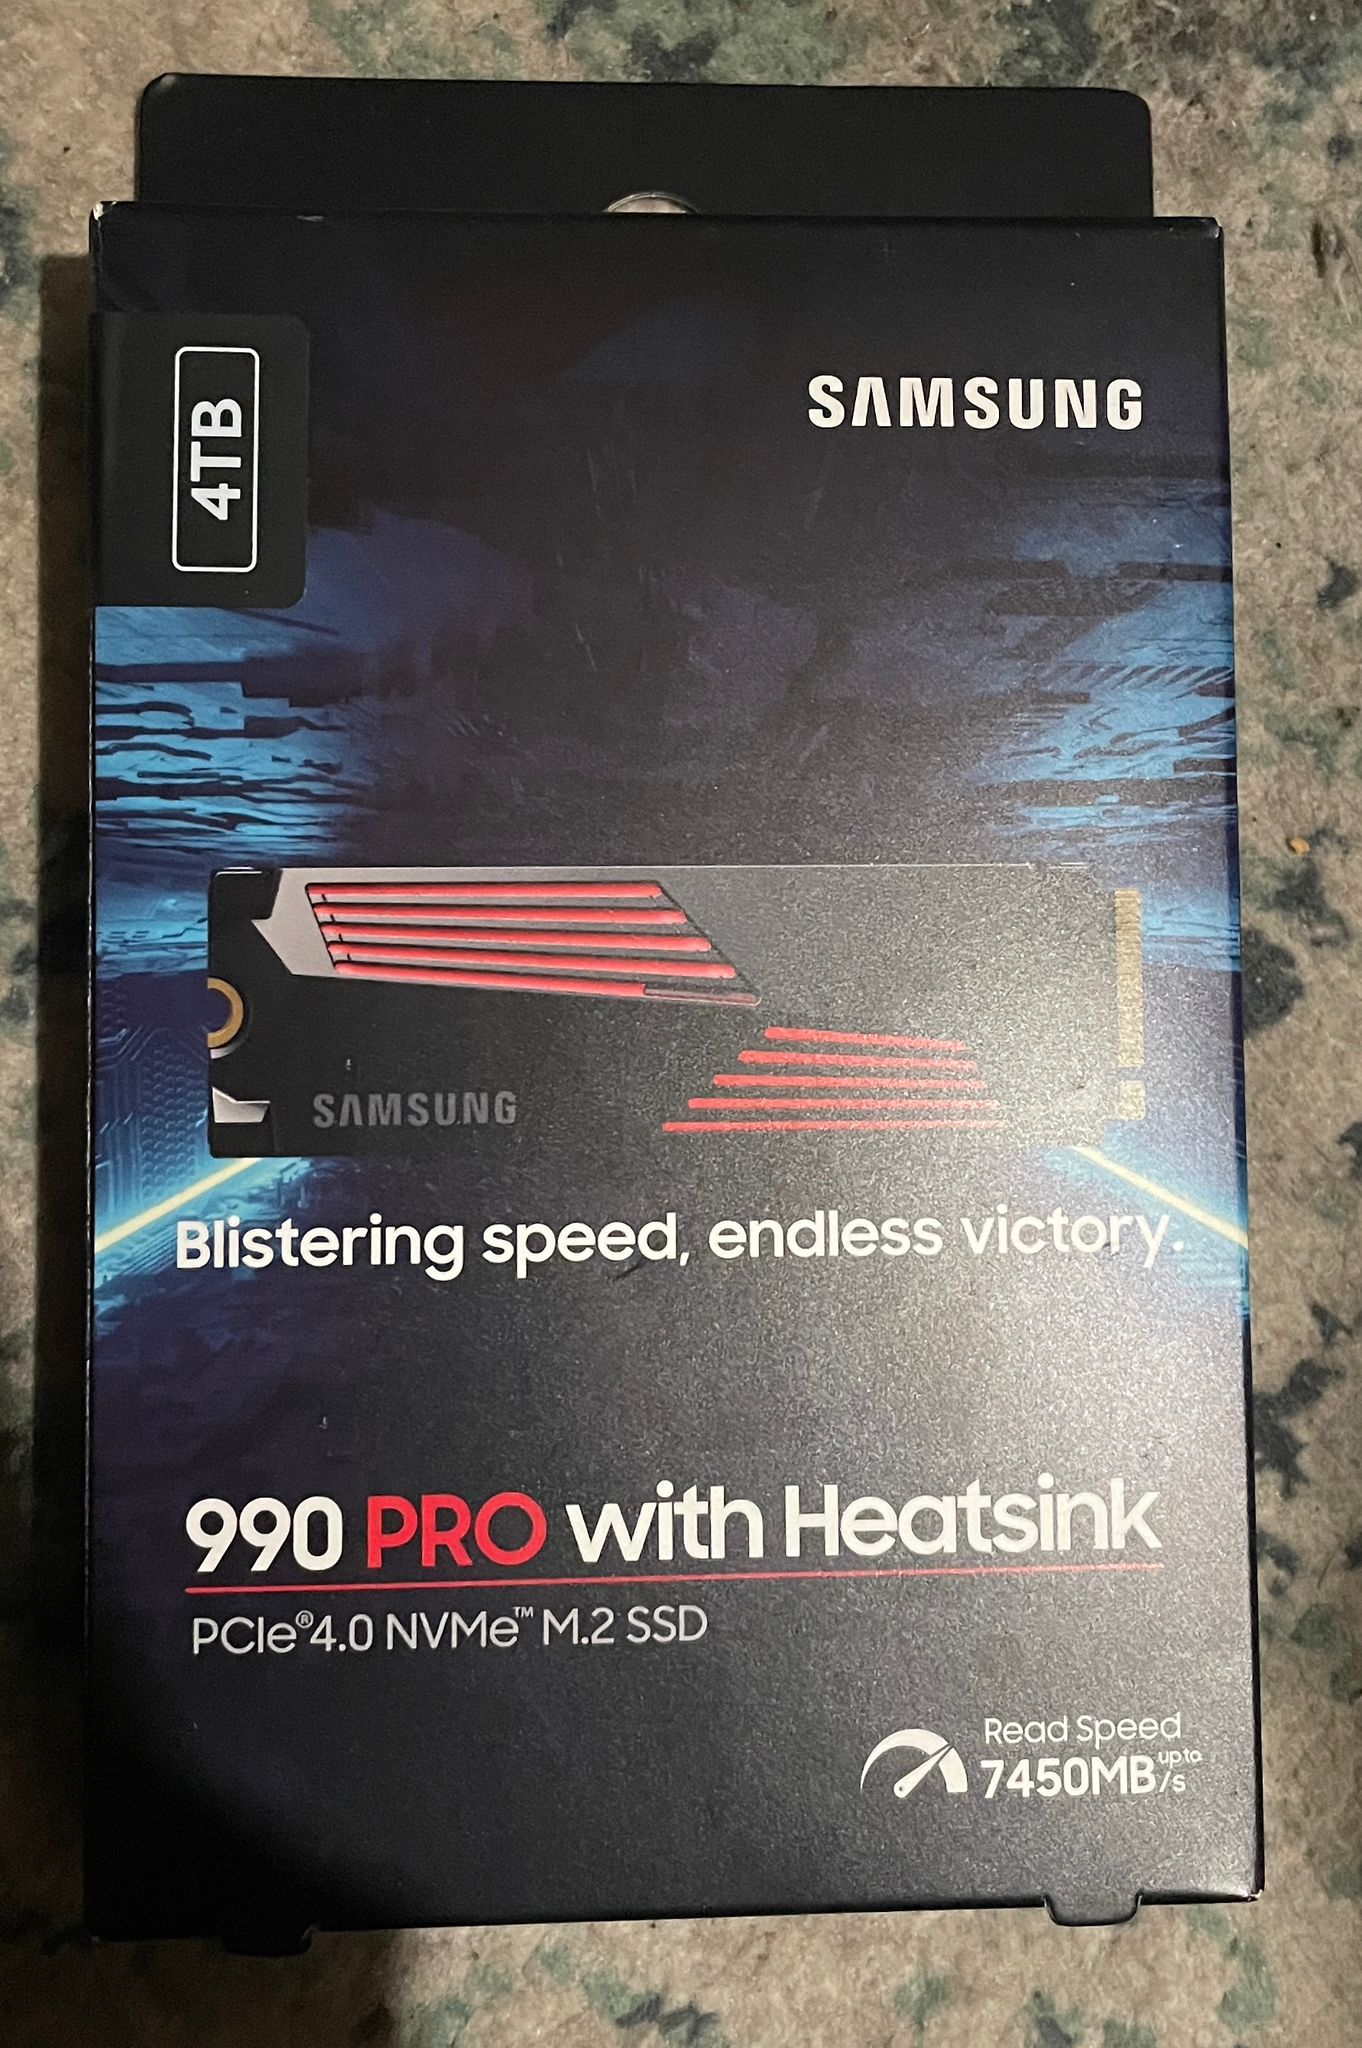 SAMSUNG
4TB
SAMSUNG
Blistering speed, endless victory.
990 PRO with Heatsink
PCIe®4.0 NVMe™ M.2 SSD
Read Speed
up to
7450MB/s